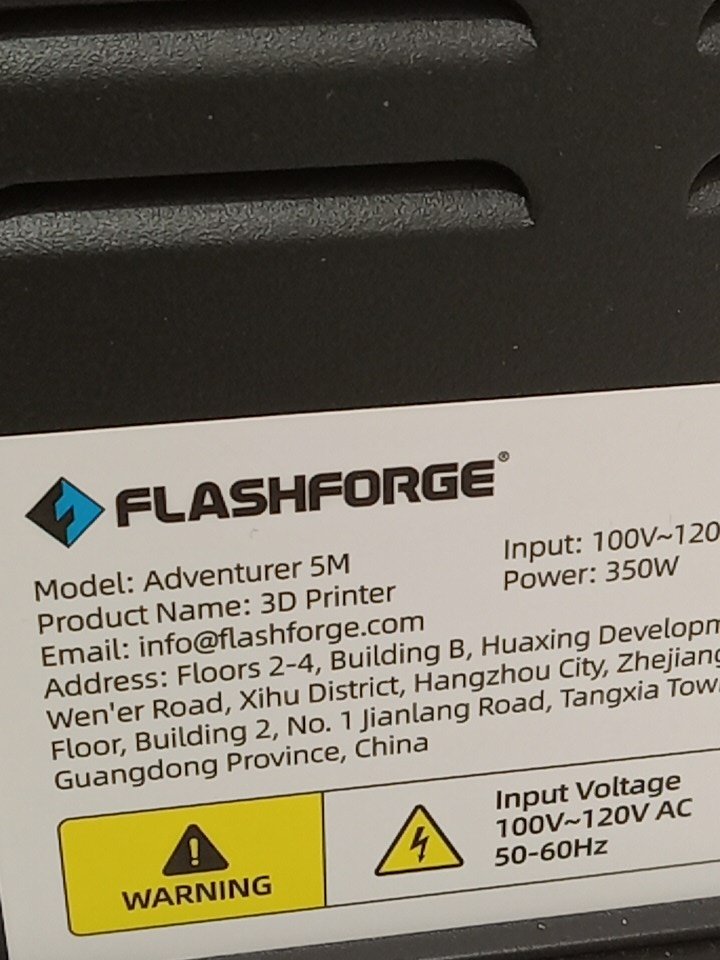 FLASHFORGE®
Model: Adventurer 5M
Product Name: 3D Printer
Email: info@flashforge.com
Input: 100V~120
Power: 350W
Address: Floors 2-4, Building B, Huaxing
Wen'er Road, Xihu District, Hangzhou City, Zhejiang
Floor, Building 2, No. 1 Jianlang Road, Tangxia
Guangdong Province, China
WARNING
Input Voltage
100V~120V AC
50-60Hz